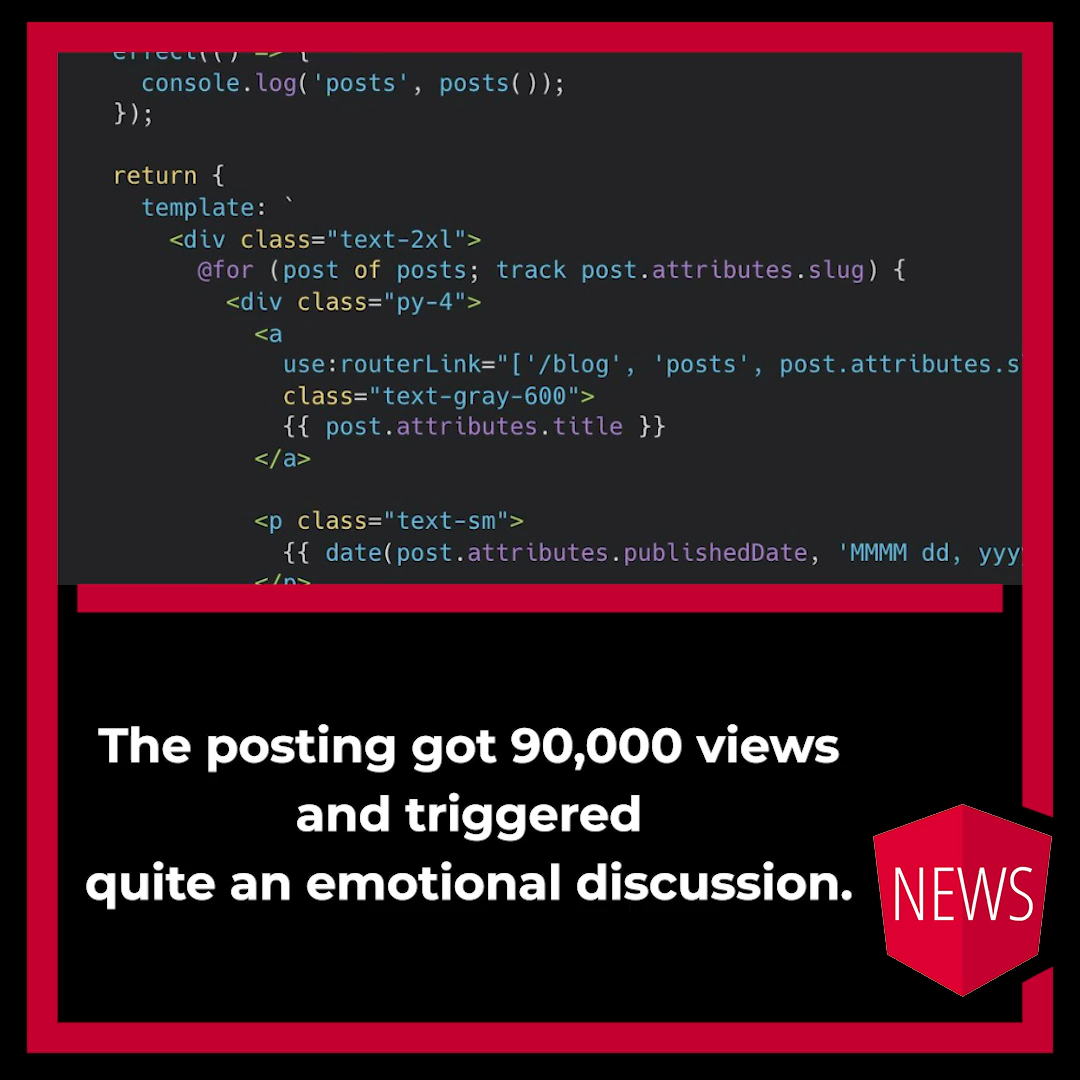 effect(() => {
  console.log('posts', posts());
});

return {
  template: `
    <div class="text-2xl">
      @for (post of posts; track post.attributes.slug) {
        <div class="py-4">
          <a
            use:routerLink="['/blog', 'posts', post.attributes.s
            class="text-gray-600">
            {{ post.attributes.title }}
          </a>

          <p class="text-sm">
            {{ date(post.attributes.publishedDate, 'MMMM dd, yyy
          </p>
The posting got 90,000 views
and triggered
quite an emotional discussion.
NEWS